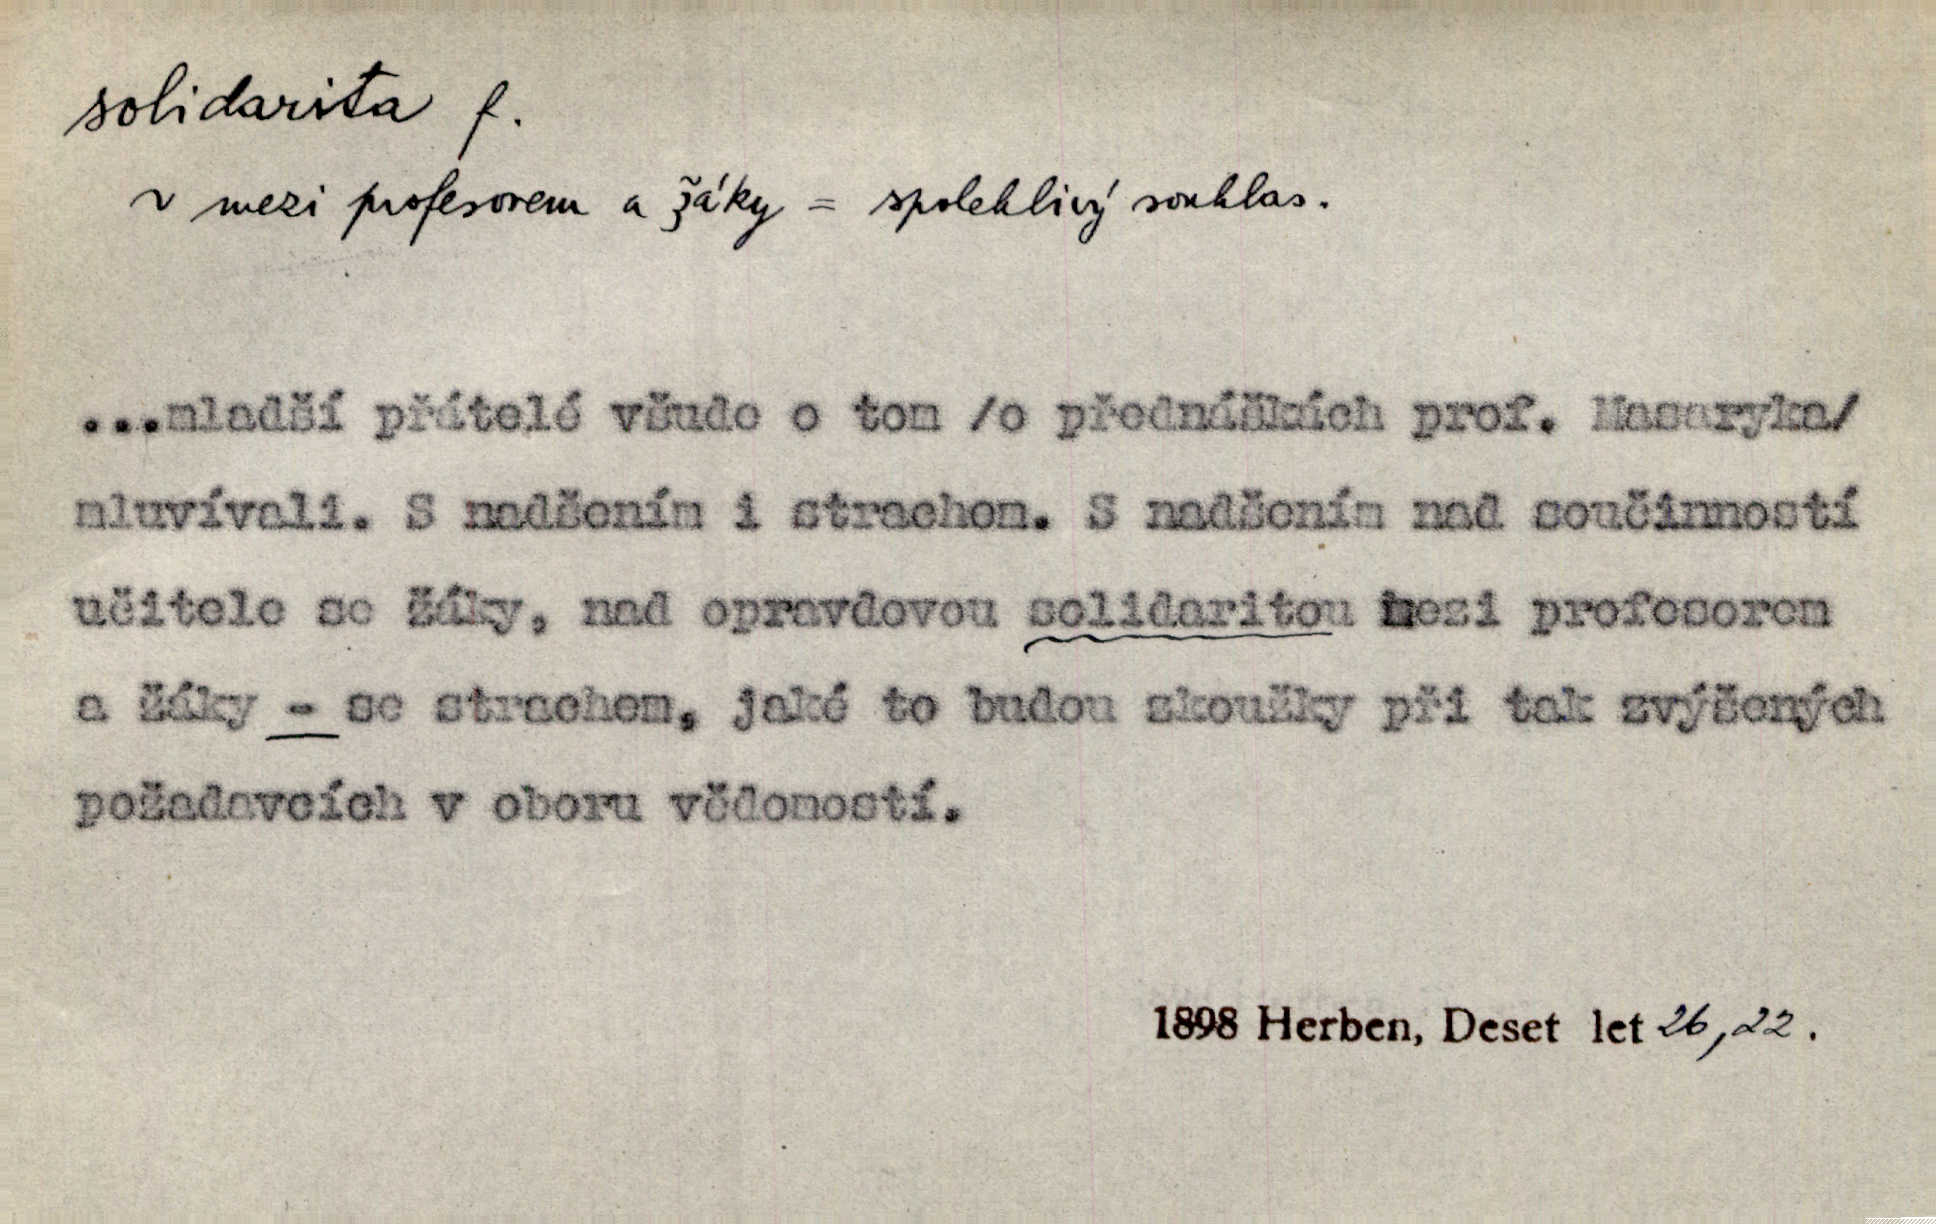 solidarita f.
~ mezi profesorem a žáky = spolehlivý souhlas.
...mladší přátelé všude o tom /o přednáškách prof. Masaryka/
mluvívali. S nadšením i strachem. S nadšením nad součinností
učitele se žáky, nad opravdovou solidaritou mezi profesorem
a žáky - se strachem, jaké to budou zkoužky při tak zvýšených
požadavcích v oboru vědomostí.
1898 Herben, Deset let 26,22.